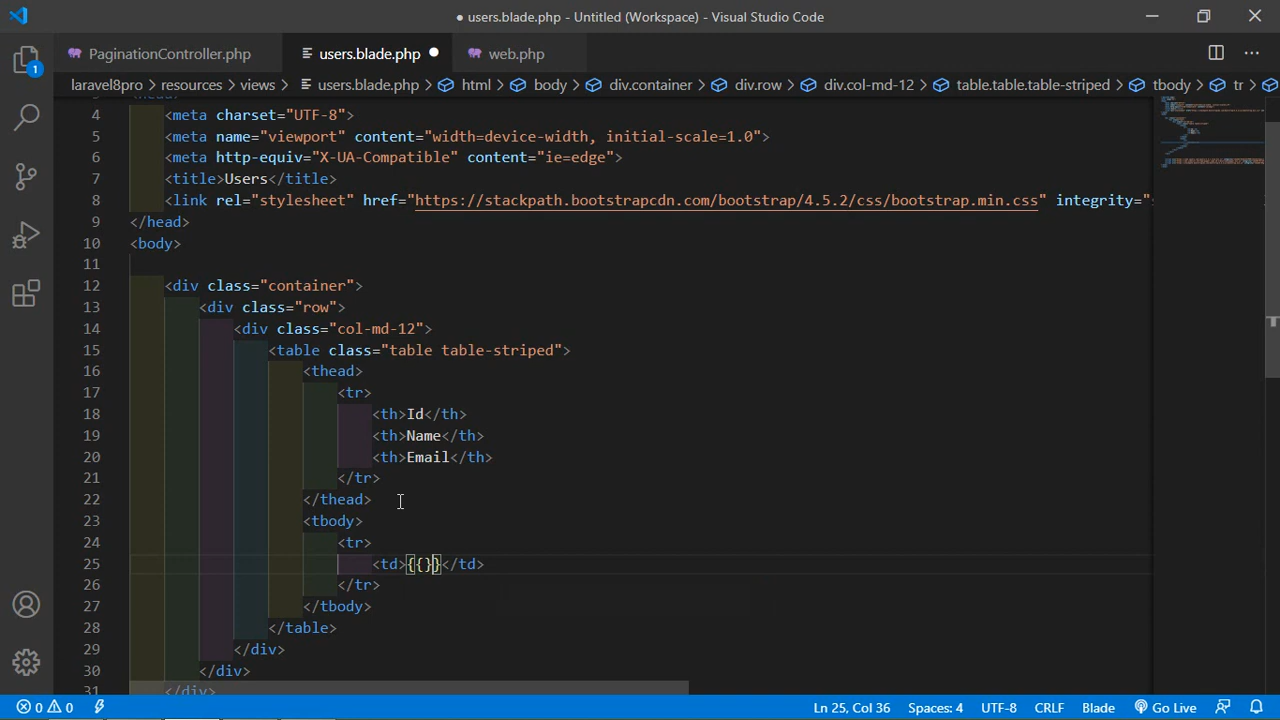 ● users.blade.php - Untitled (Workspace) - Visual Studio Code
PaginationController.php
users.blade.php ●
web.php
1
laravel8pro > resources > views > users.blade.php > html > body > div.container > div.row > div.col-md-12 > table.table.table-striped > tbody > tr >
4 <meta charset="UTF-8">
5 <meta name="viewport" content="width=device-width, initial-scale=1.0">
6 <meta http-equiv="X-UA-Compatible" content="ie=edge">
7 <title>Users</title>
8 <link rel="stylesheet" href="https://stackpath.bootstrapcdn.com/bootstrap/4.5.2/css/bootstrap.min.css" integrity="
9 </head>
10 <body>
11
12 <div class="container">
13 <div class="row">
14 <div class="col-md-12">
15 <table class="table table-striped">
16 <thead>
17 <tr>
18 <th>Id</th>
19 <th>Name</th>
20 <th>Email</th>
21 </tr>
22 </thead>
23 <tbody>
24 <tr>
25 <td>{{}}</td>
26 </tr>
27 </tbody>
28 </table>
29 </div>
30 </div>
31 </div>
0 0 Ln 25, Col 36 Spaces: 4 UTF-8 CRLF Blade Go Live